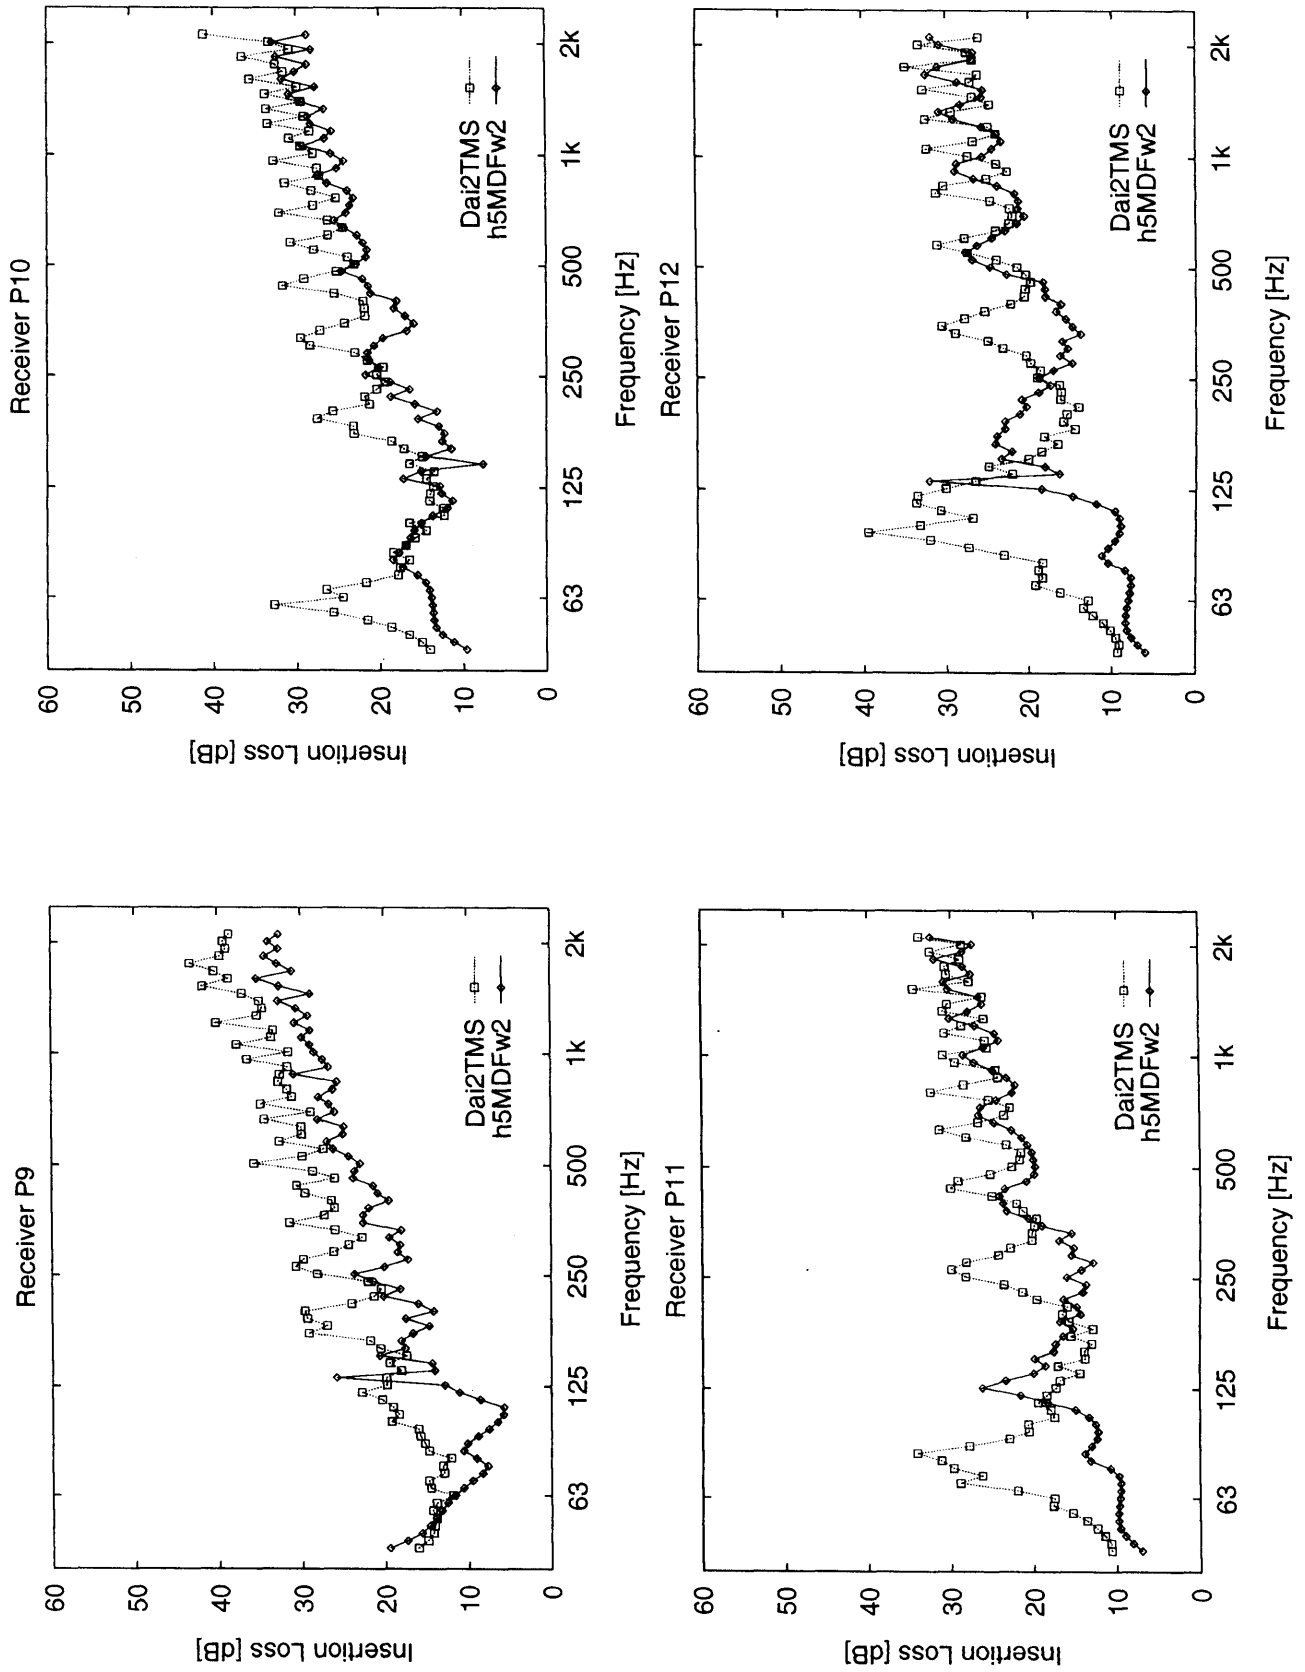 Receiver P9
Insertion Loss [dB]
60
50
40
30
20
10
0
63
125
250
500
1k
2k
Frequency [Hz]
Dai2TMS
h5MDFw2
Receiver P10
Insertion Loss [dB]
60
50
40
30
20
10
0
63
125
250
500
1k
2k
Frequency [Hz]
Dai2TMS
h5MDFw2
Receiver P11
Insertion Loss [dB]
60
50
40
30
20
10
0
63
125
250
500
1k
2k
Frequency [Hz]
Dai2TMS
h5MDFw2
Receiver P12
Insertion Loss [dB]
60
50
40
30
20
10
0
63
125
250
500
1k
2k
Frequency [Hz]
Dai2TMS
h5MDFw2